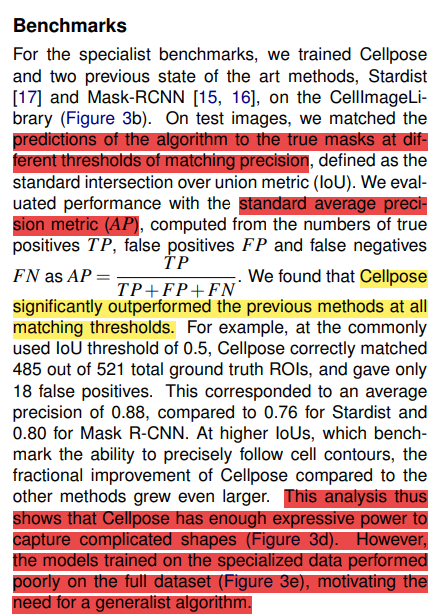 Benchmarks
For the specialist benchmarks, we trained Cellpose
and two previous state of the art methods, Stardist
[17] and Mask-RCNN [15, 16], on the CellImageLi-
brary (Figure 3b). On test images, we matched the
predictions of the algorithm to the true masks at dif-
ferent thresholds of matching precision, defined as the
standard intersection over union metric (IoU). We eval-
uated performance with the standard average preci-
sion metric (AP), computed from the numbers of true
positives TP, false positives FP and false negatives
FN as AP = TP / TP+FP+FN. We found that Cellpose
significantly outperformed the previous methods at all
matching thresholds. For example, at the commonly
used IoU threshold of 0.5, Cellpose correctly matched
485 out of 521 total ground truth ROIs, and gave only
18 false positives. This corresponded to an average
precision of 0.88, compared to 0.76 for Stardist and
0.80 for Mask R-CNN. At higher IoUs, which bench-
mark the ability to precisely follow cell contours, the
fractional improvement of Cellpose compared to the
other methods grew even larger. This analysis thus
shows that Cellpose has enough expressive power to
capture complicated shapes (Figure 3d). However,
the models trained on the specialized data performed
poorly on the full dataset (Figure 3e), motivating the
need for a generalist algorithm.